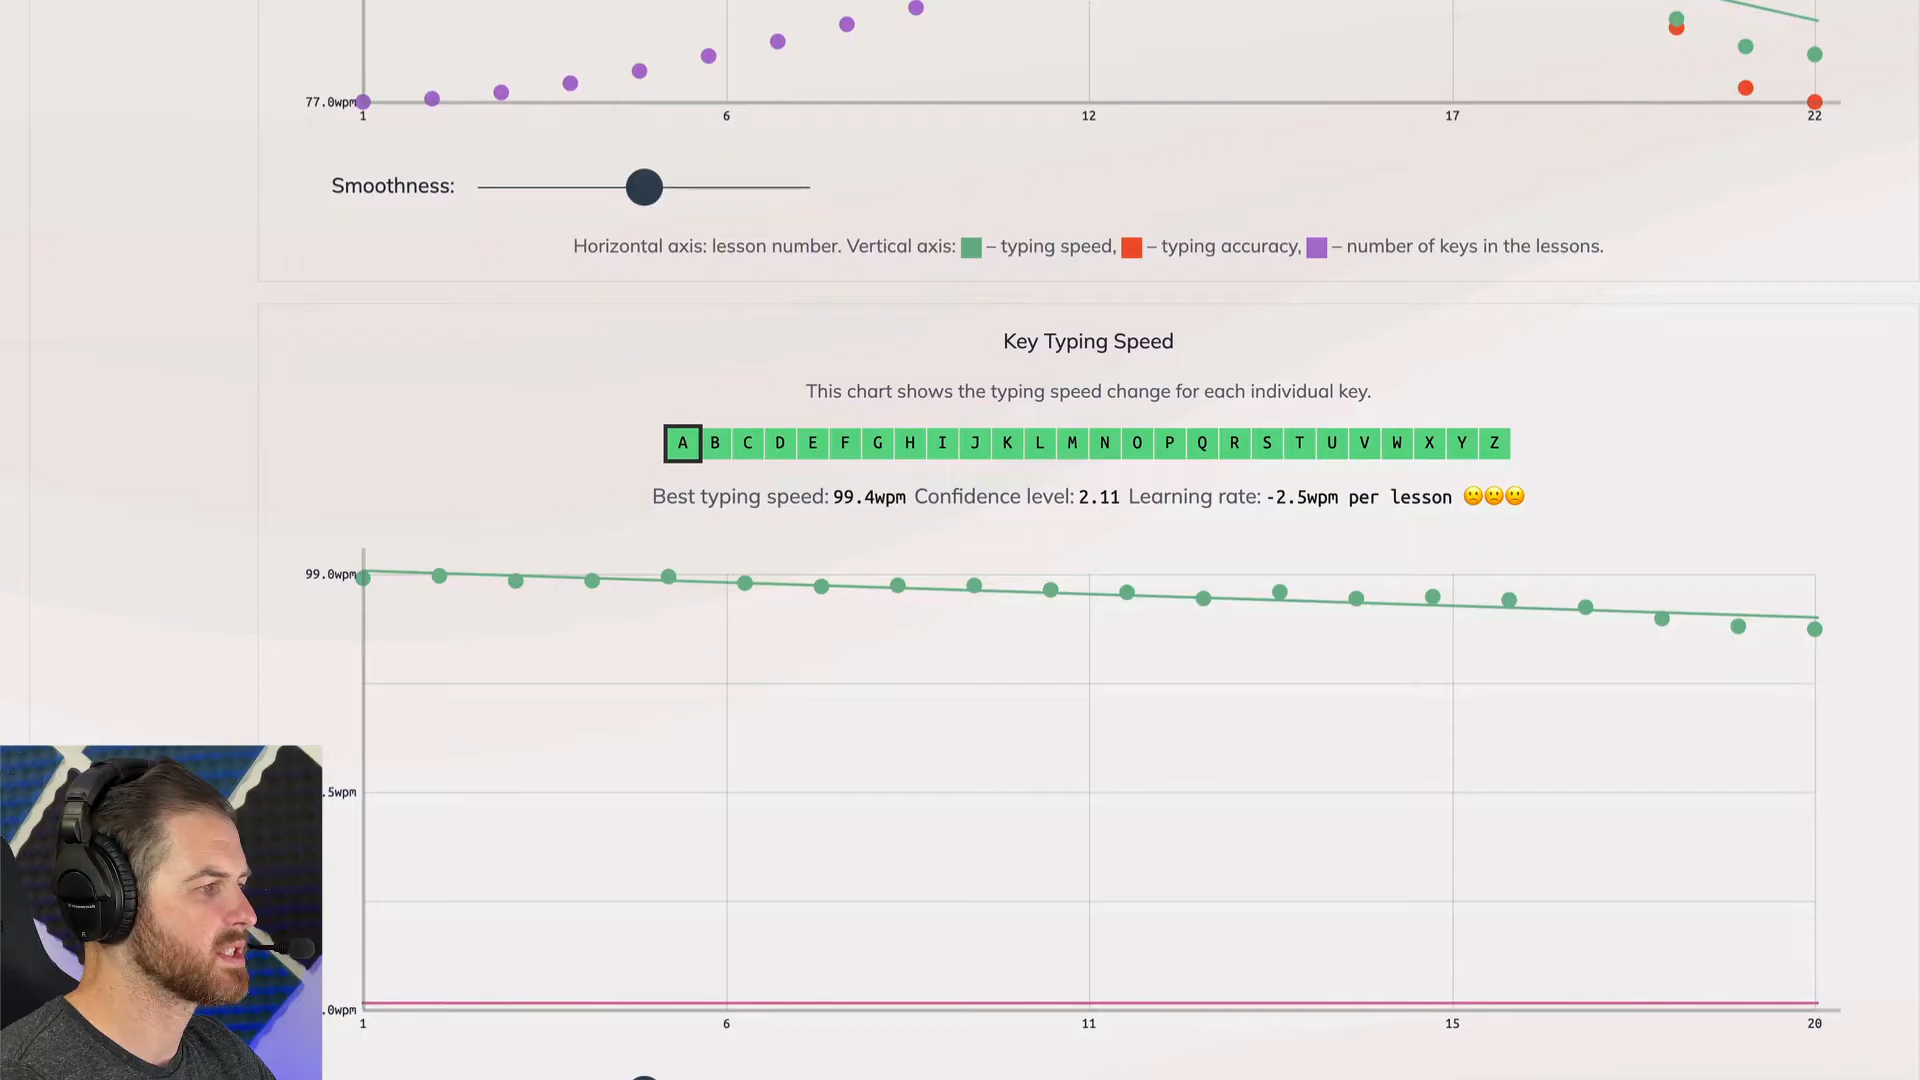 77.0wpm
1 6 12 17 22
Smoothness:
Horizontal axis: lesson number. Vertical axis: – typing speed, – typing accuracy, – number of keys in the lessons.
Key Typing Speed
This chart shows the typing speed change for each individual key.
A B C D E F G H I J K L M N O P Q R S T U V W X Y Z
Best typing speed: 99.4wpm Confidence level: 2.11 Learning rate: -2.5wpm per lesson
99.0wpm
.5wpm
.0wpm
1 6 11 15 20